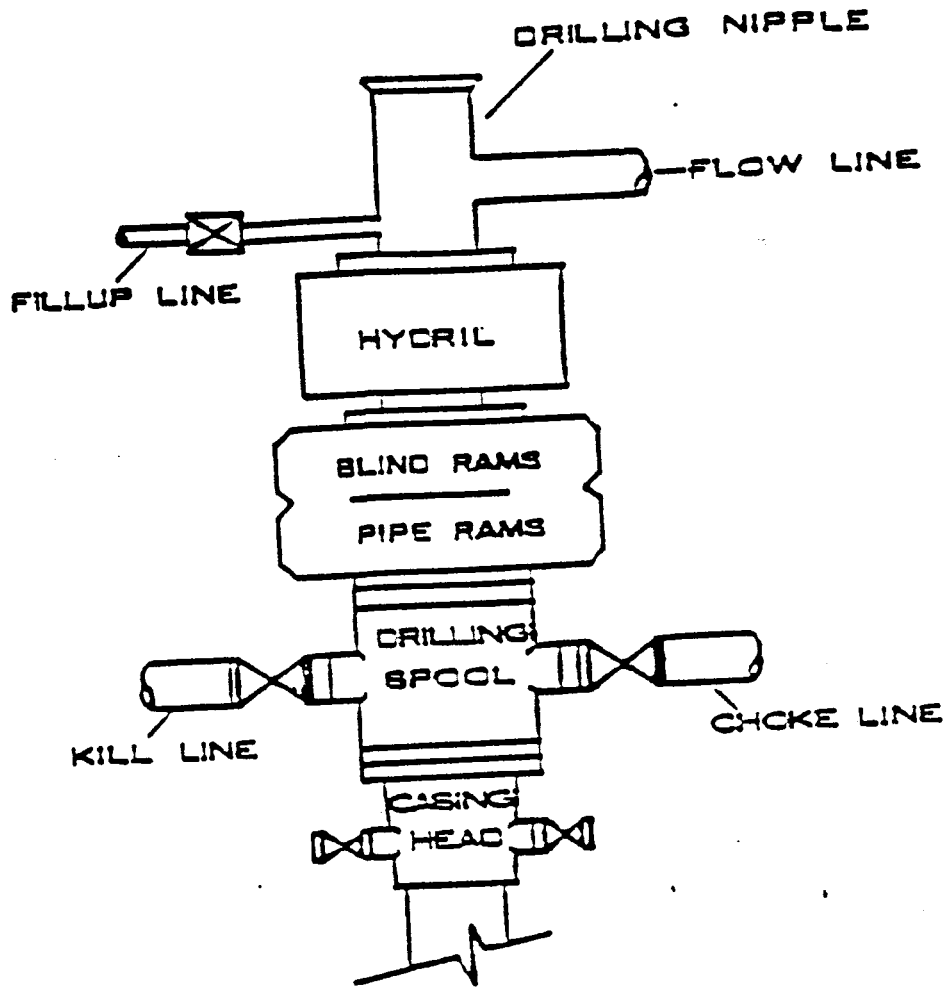 DRILLING NIPPLE
FLOW LINE
FILLUP LINE
HYDRIL
BLIND RAMS
PIPE RAMS
DRILLING
SPOOL
KILL LINE
CHOKE LINE
CASING
HEAD